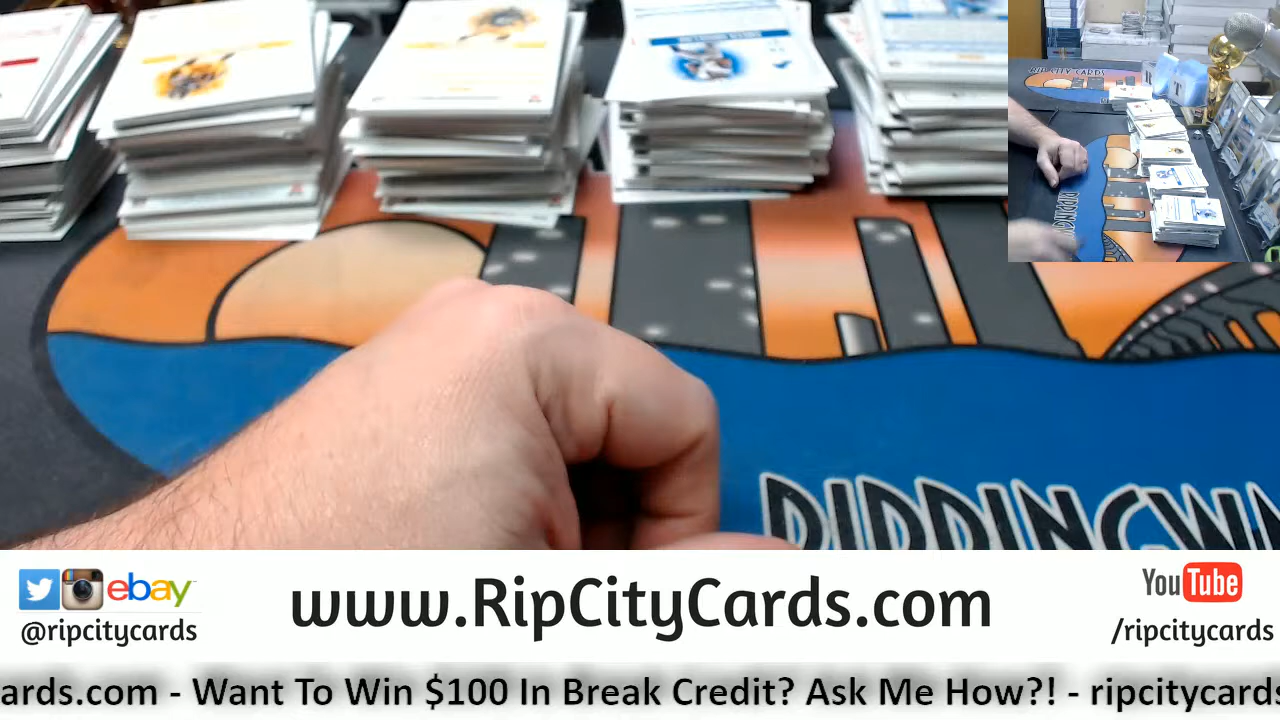 RIP CITY CARDS
ebay
@ripcitycards
www.RipCityCards.com
YouTube
/ripcitycards
ards.com - Want To Win $100 In Break Credit? Ask Me How?! - ripcitycards